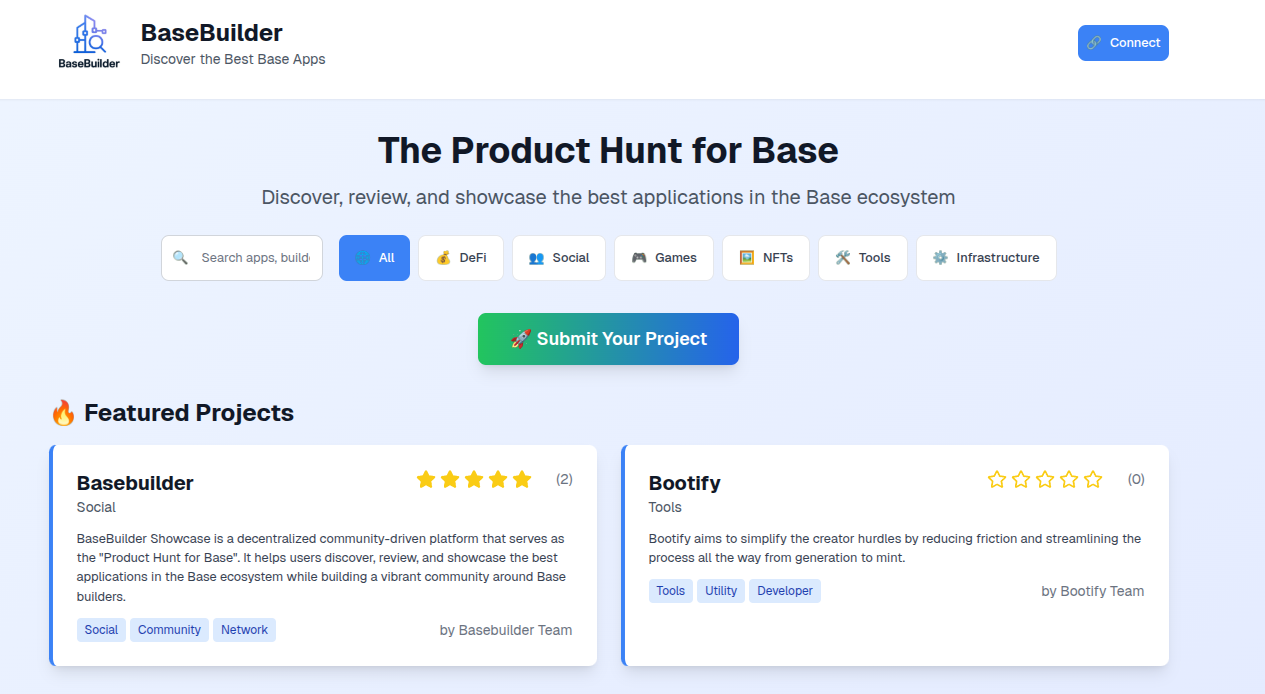 BaseBuilder
BaseBuilder
Discover the Best Base Apps
Connect
The Product Hunt for Base
Discover, review, and showcase the best applications in the Base ecosystem
Search apps, build
All
DeFi
Social
Games
NFTs
Tools
Infrastructure
Submit Your Project
Featured Projects
Basebuilder
(2)
Social
BaseBuilder Showcase is a decentralized community-driven platform that serves as
the "Product Hunt for Base". It helps users discover, review, and showcase the best
applications in the Base ecosystem while building a vibrant community around Base
builders.
Social
Community
Network
by Basebuilder Team
Bootify
(0)
Tools
Bootify aims to simplify the creator hurdles by reducing friction and streamlining the
process all the way from generation to mint.
Tools
Utility
Developer
by Bootify Team